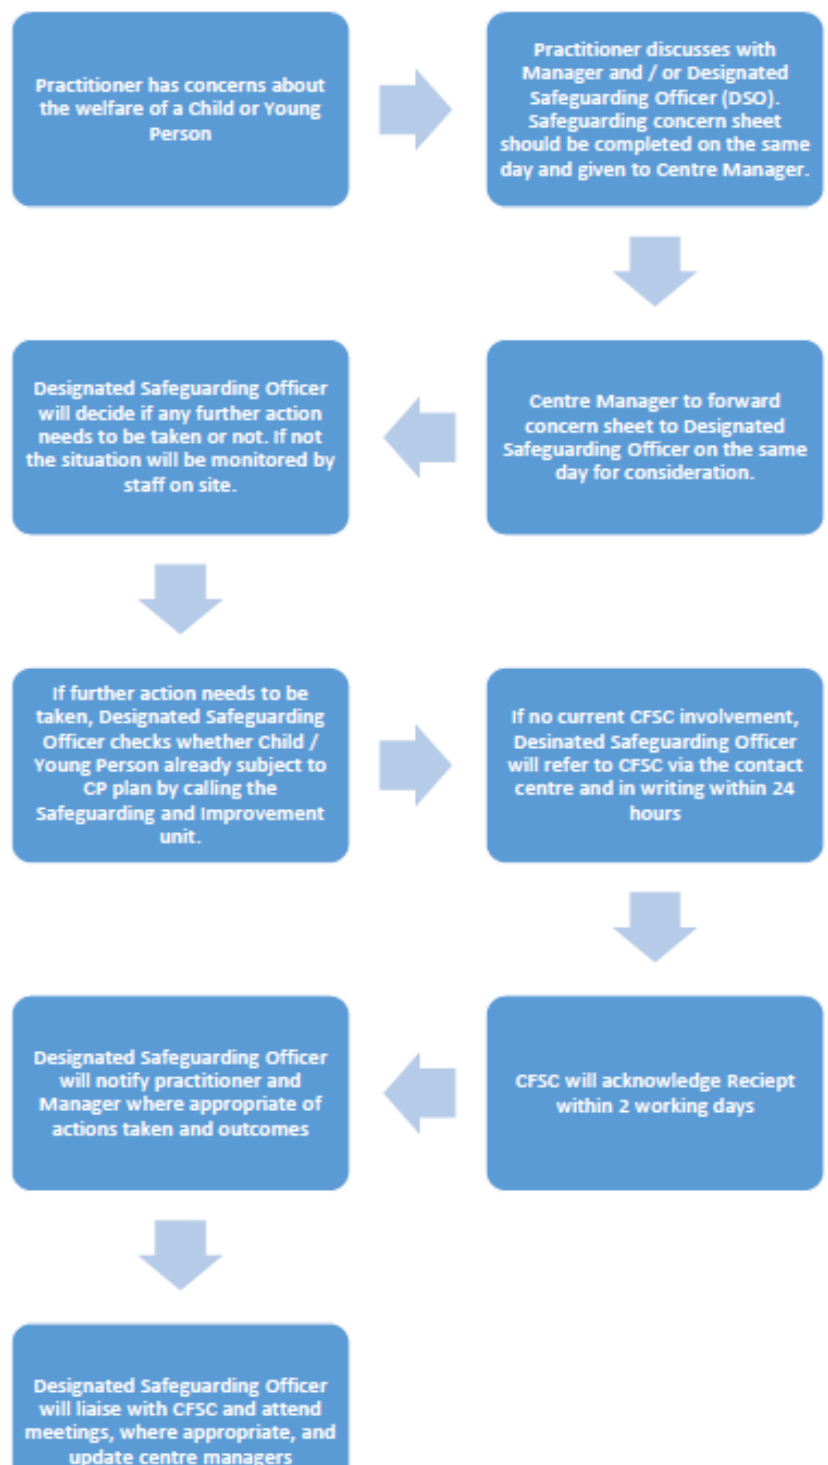 Practitioner has concerns about
the welfare of a Child or Young
Person
Practitioner discusses with
Manager and / or Designated
Safeguarding Officer (DSO).
Safeguarding concern sheet
should be completed on the same
day and given to Centre Manager.
Centre Manager to forward
concern sheet to Designated
Safeguarding Officer on the same
day for consideration.
Designated Safeguarding Officer
will decide if any further action
needs to be taken or not. If not
the situation will be monitored by
staff on site.
If further action needs to be
taken, Designated Safeguarding
Officer checks whether Child /
Young Person already subject to
CP plan by calling the
Safeguarding and Improvement
unit.
If no current CFSC involvement,
Desinated Safeguarding Officer
will refer to CFSC via the contact
centre and in writing within 24
hours
CFSC will acknowledge Reciept
within 2 working days
Designated Safeguarding Officer
will notify practitioner and
Manager where appropriate of
actions taken and outcomes
Designated Safeguarding Officer
will liaise with CFSC and attend
meetings, where appropriate, and
update centre managers